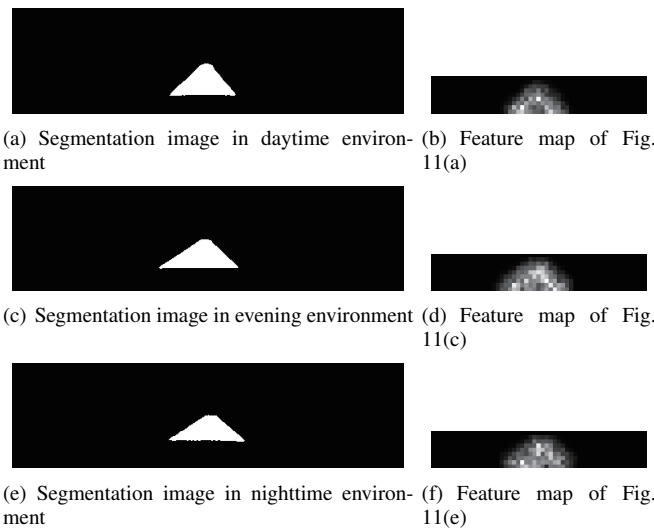 (a) Segmentation image in daytime environ-
ment
(b) Feature map of Fig.
11(a)
(c) Segmentation image in evening environment
(d) Feature map of Fig.
11(c)
(e) Segmentation image in nighttime environ-
ment
(f) Feature map of Fig.
11(e)